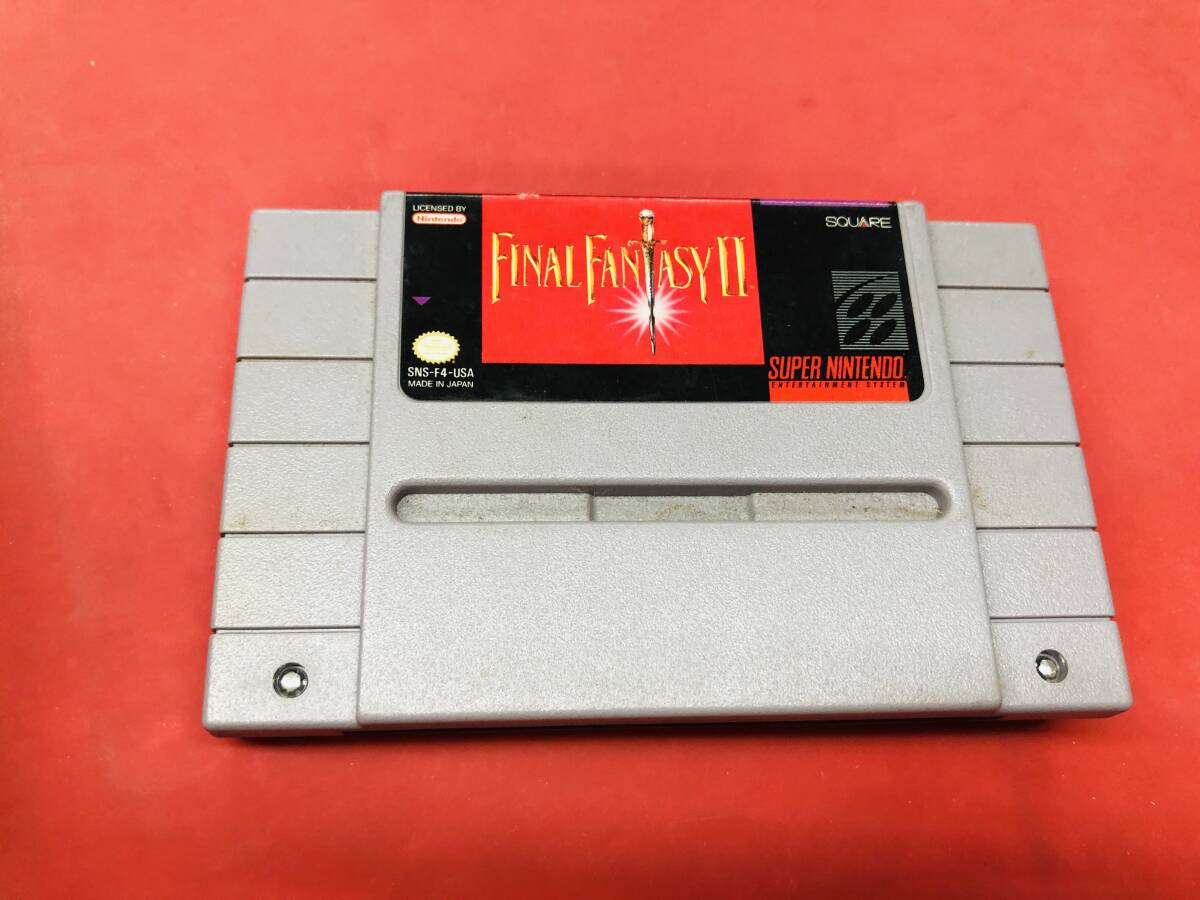 LICENSED BY
Nintendo
FINAL FANTASY II
SQUARE
SNS-F4-USA
MADE IN JAPAN
SUPER NINTENDO
ENTERTAINMENT SYSTEM